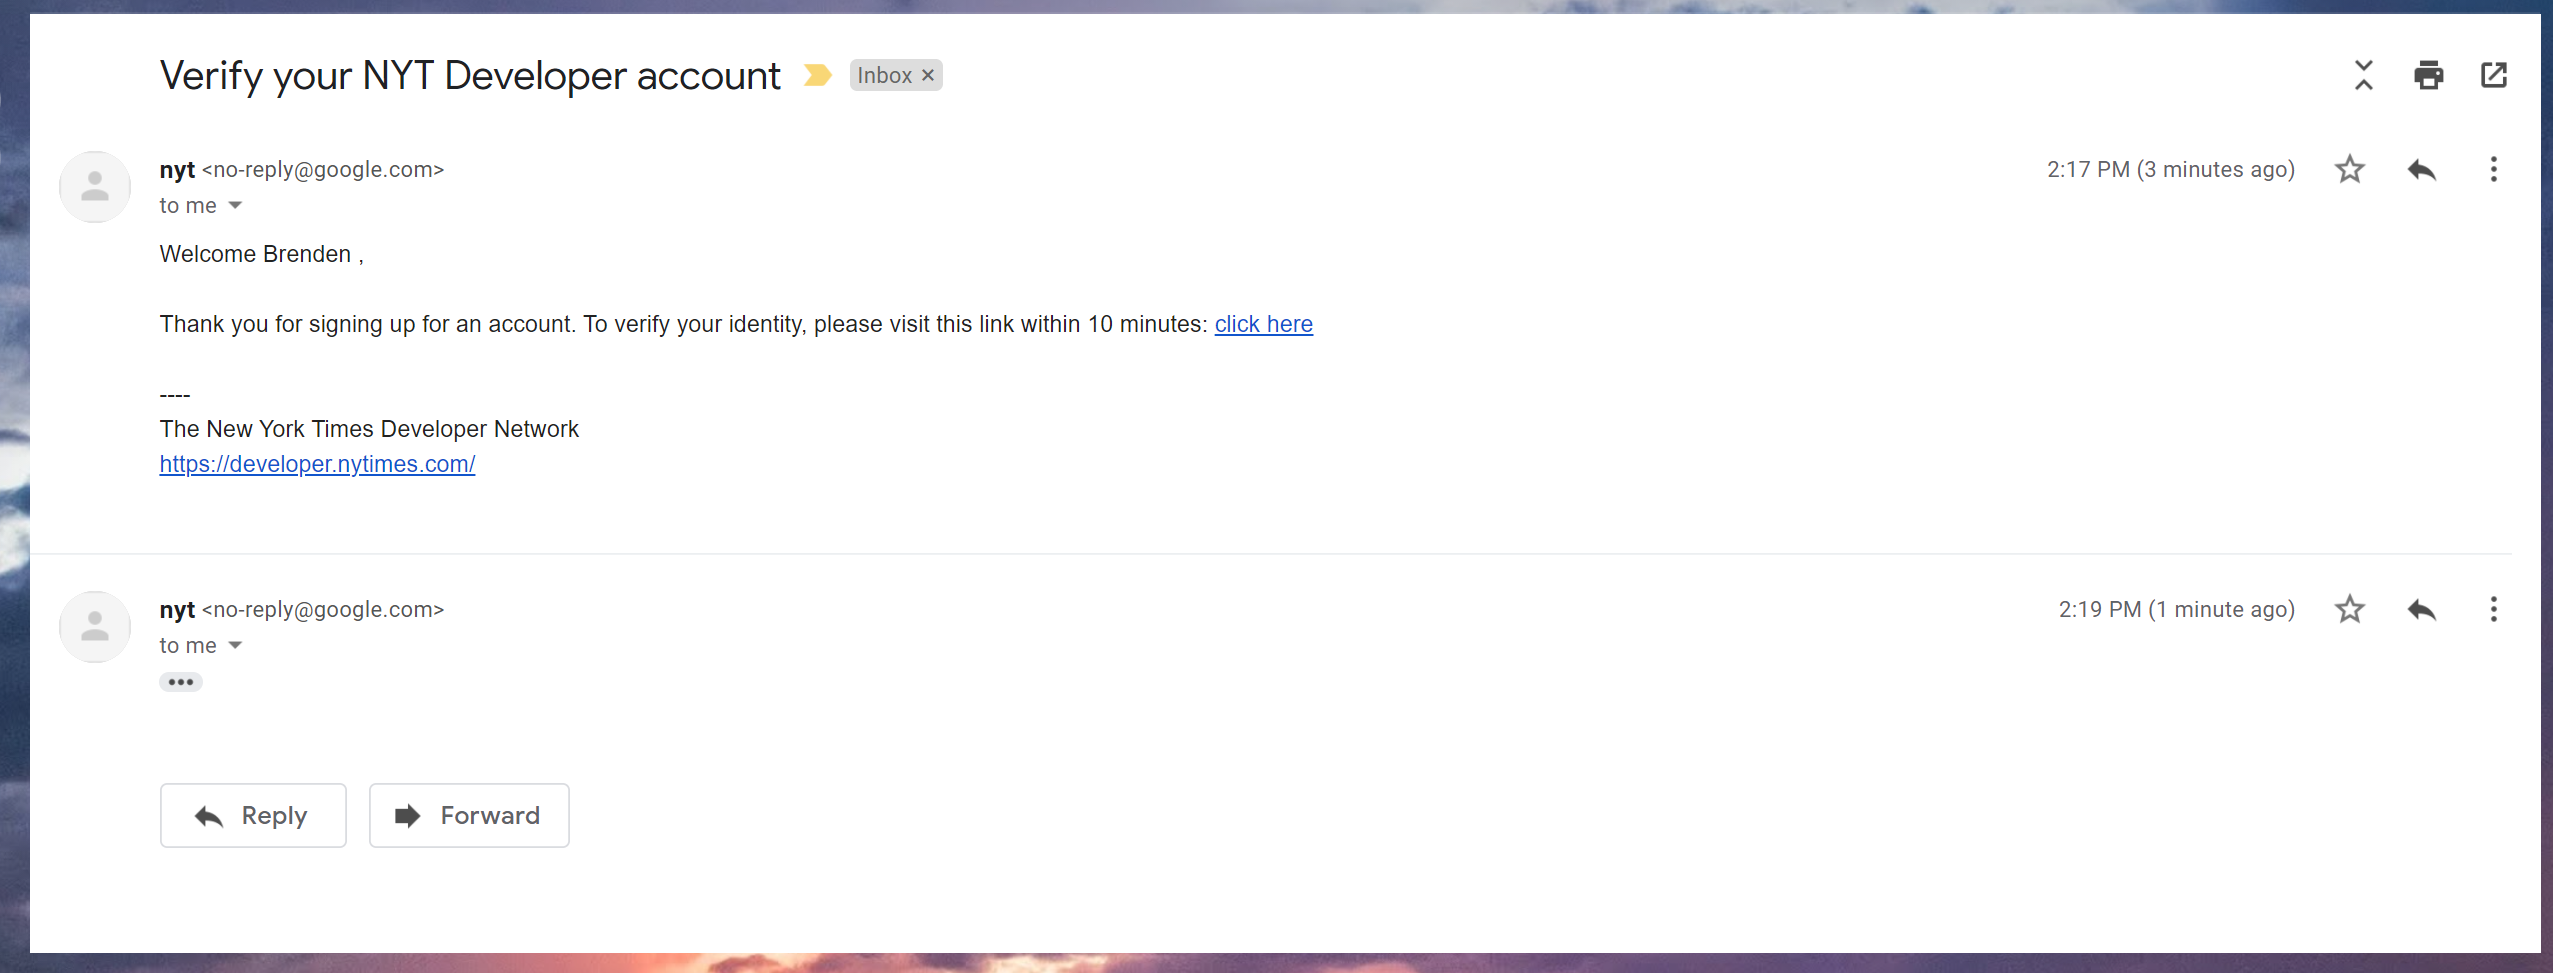 Verify your NYT Developer account Inbox ×
nyt <no-reply@google.com> 2:17 PM (3 minutes ago)
to me
Welcome Brenden ,
Thank you for signing up for an account. To verify your identity, please visit this link within 10 minutes: click here
----
The New York Times Developer Network
https://developer.nytimes.com/
nyt <no-reply@google.com> 2:19 PM (1 minute ago)
to me
•••
Reply Forward